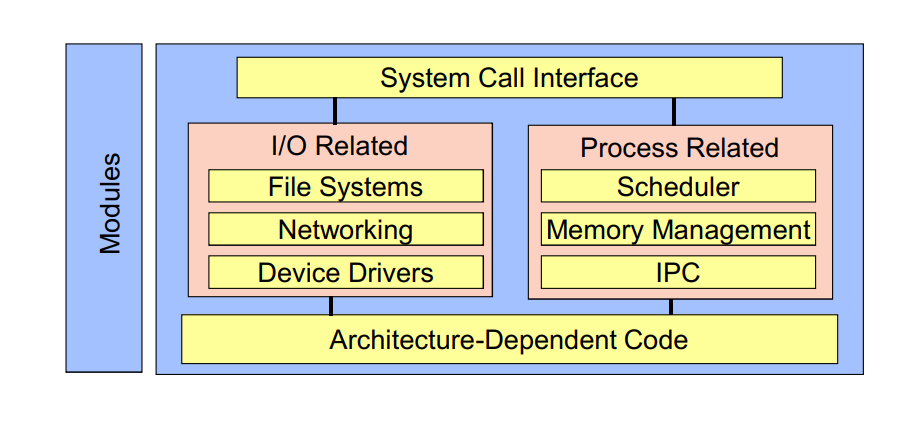 Modules
System Call Interface
I/O Related
File Systems
Networking
Device Drivers
Process Related
Scheduler
Memory Management
IPC
Architecture-Dependent Code